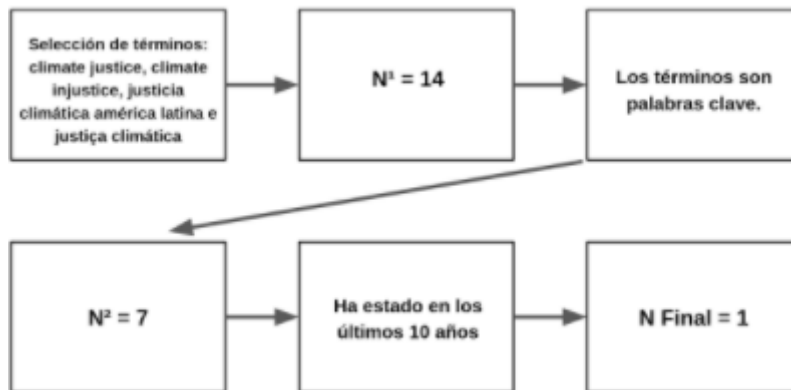 Selección de términos:
climate justice, climate
injustice, justicia
climática américa latina e
justiça climática
N¹ = 14
Los términos son
palabras clave.
N² = 7
Ha estado en los
últimos 10 años
N Final = 1